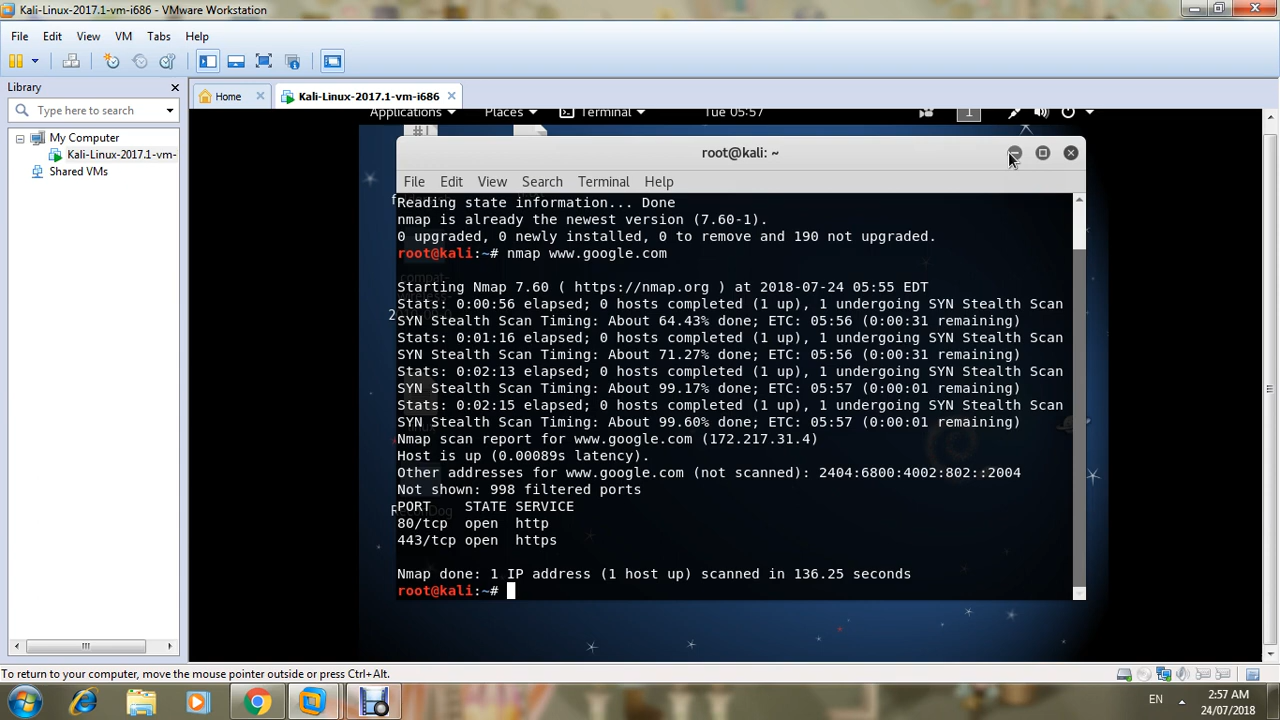 Kali-Linux-2017.1-vm-i686 - VMware Workstation
File Edit View VM Tabs Help
Library
Type here to search
My Computer
Kali-Linux-2017.1-vm-
Shared VMs
Home
Kali-Linux-2017.1-vm-i686
Applications Places Terminal Tue 05:57 1
root@kali: ~
File Edit View Search Terminal Help
Reading state information... Done
nmap is already the newest version (7.60-1).
0 upgraded, 0 newly installed, 0 to remove and 190 not upgraded.
root@kali:~# nmap www.google.com
Starting Nmap 7.60 ( https://nmap.org ) at 2018-07-24 05:55 EDT
Stats: 0:00:56 elapsed; 0 hosts completed (1 up), 1 undergoing SYN Stealth Scan
SYN Stealth Scan Timing: About 64.43% done; ETC: 05:56 (0:00:31 remaining)
Stats: 0:01:16 elapsed; 0 hosts completed (1 up), 1 undergoing SYN Stealth Scan
SYN Stealth Scan Timing: About 71.27% done; ETC: 05:56 (0:00:31 remaining)
Stats: 0:02:13 elapsed; 0 hosts completed (1 up), 1 undergoing SYN Stealth Scan
SYN Stealth Scan Timing: About 99.17% done; ETC: 05:57 (0:00:01 remaining)
Stats: 0:02:15 elapsed; 0 hosts completed (1 up), 1 undergoing SYN Stealth Scan
SYN Stealth Scan Timing: About 99.60% done; ETC: 05:57 (0:00:01 remaining)
Nmap scan report for www.google.com (172.217.31.4)
Host is up (0.00089s latency).
Other addresses for www.google.com (not scanned): 2404:6800:4002:802::2004
Not shown: 998 filtered ports
PORT STATE SERVICE
80/tcp open http
443/tcp open https
Nmap done: 1 IP address (1 host up) scanned in 136.25 seconds
root@kali:~#
To return to your computer, move the mouse pointer outside or press Ctrl+Alt.
EN
2:57 AM
24/07/2018